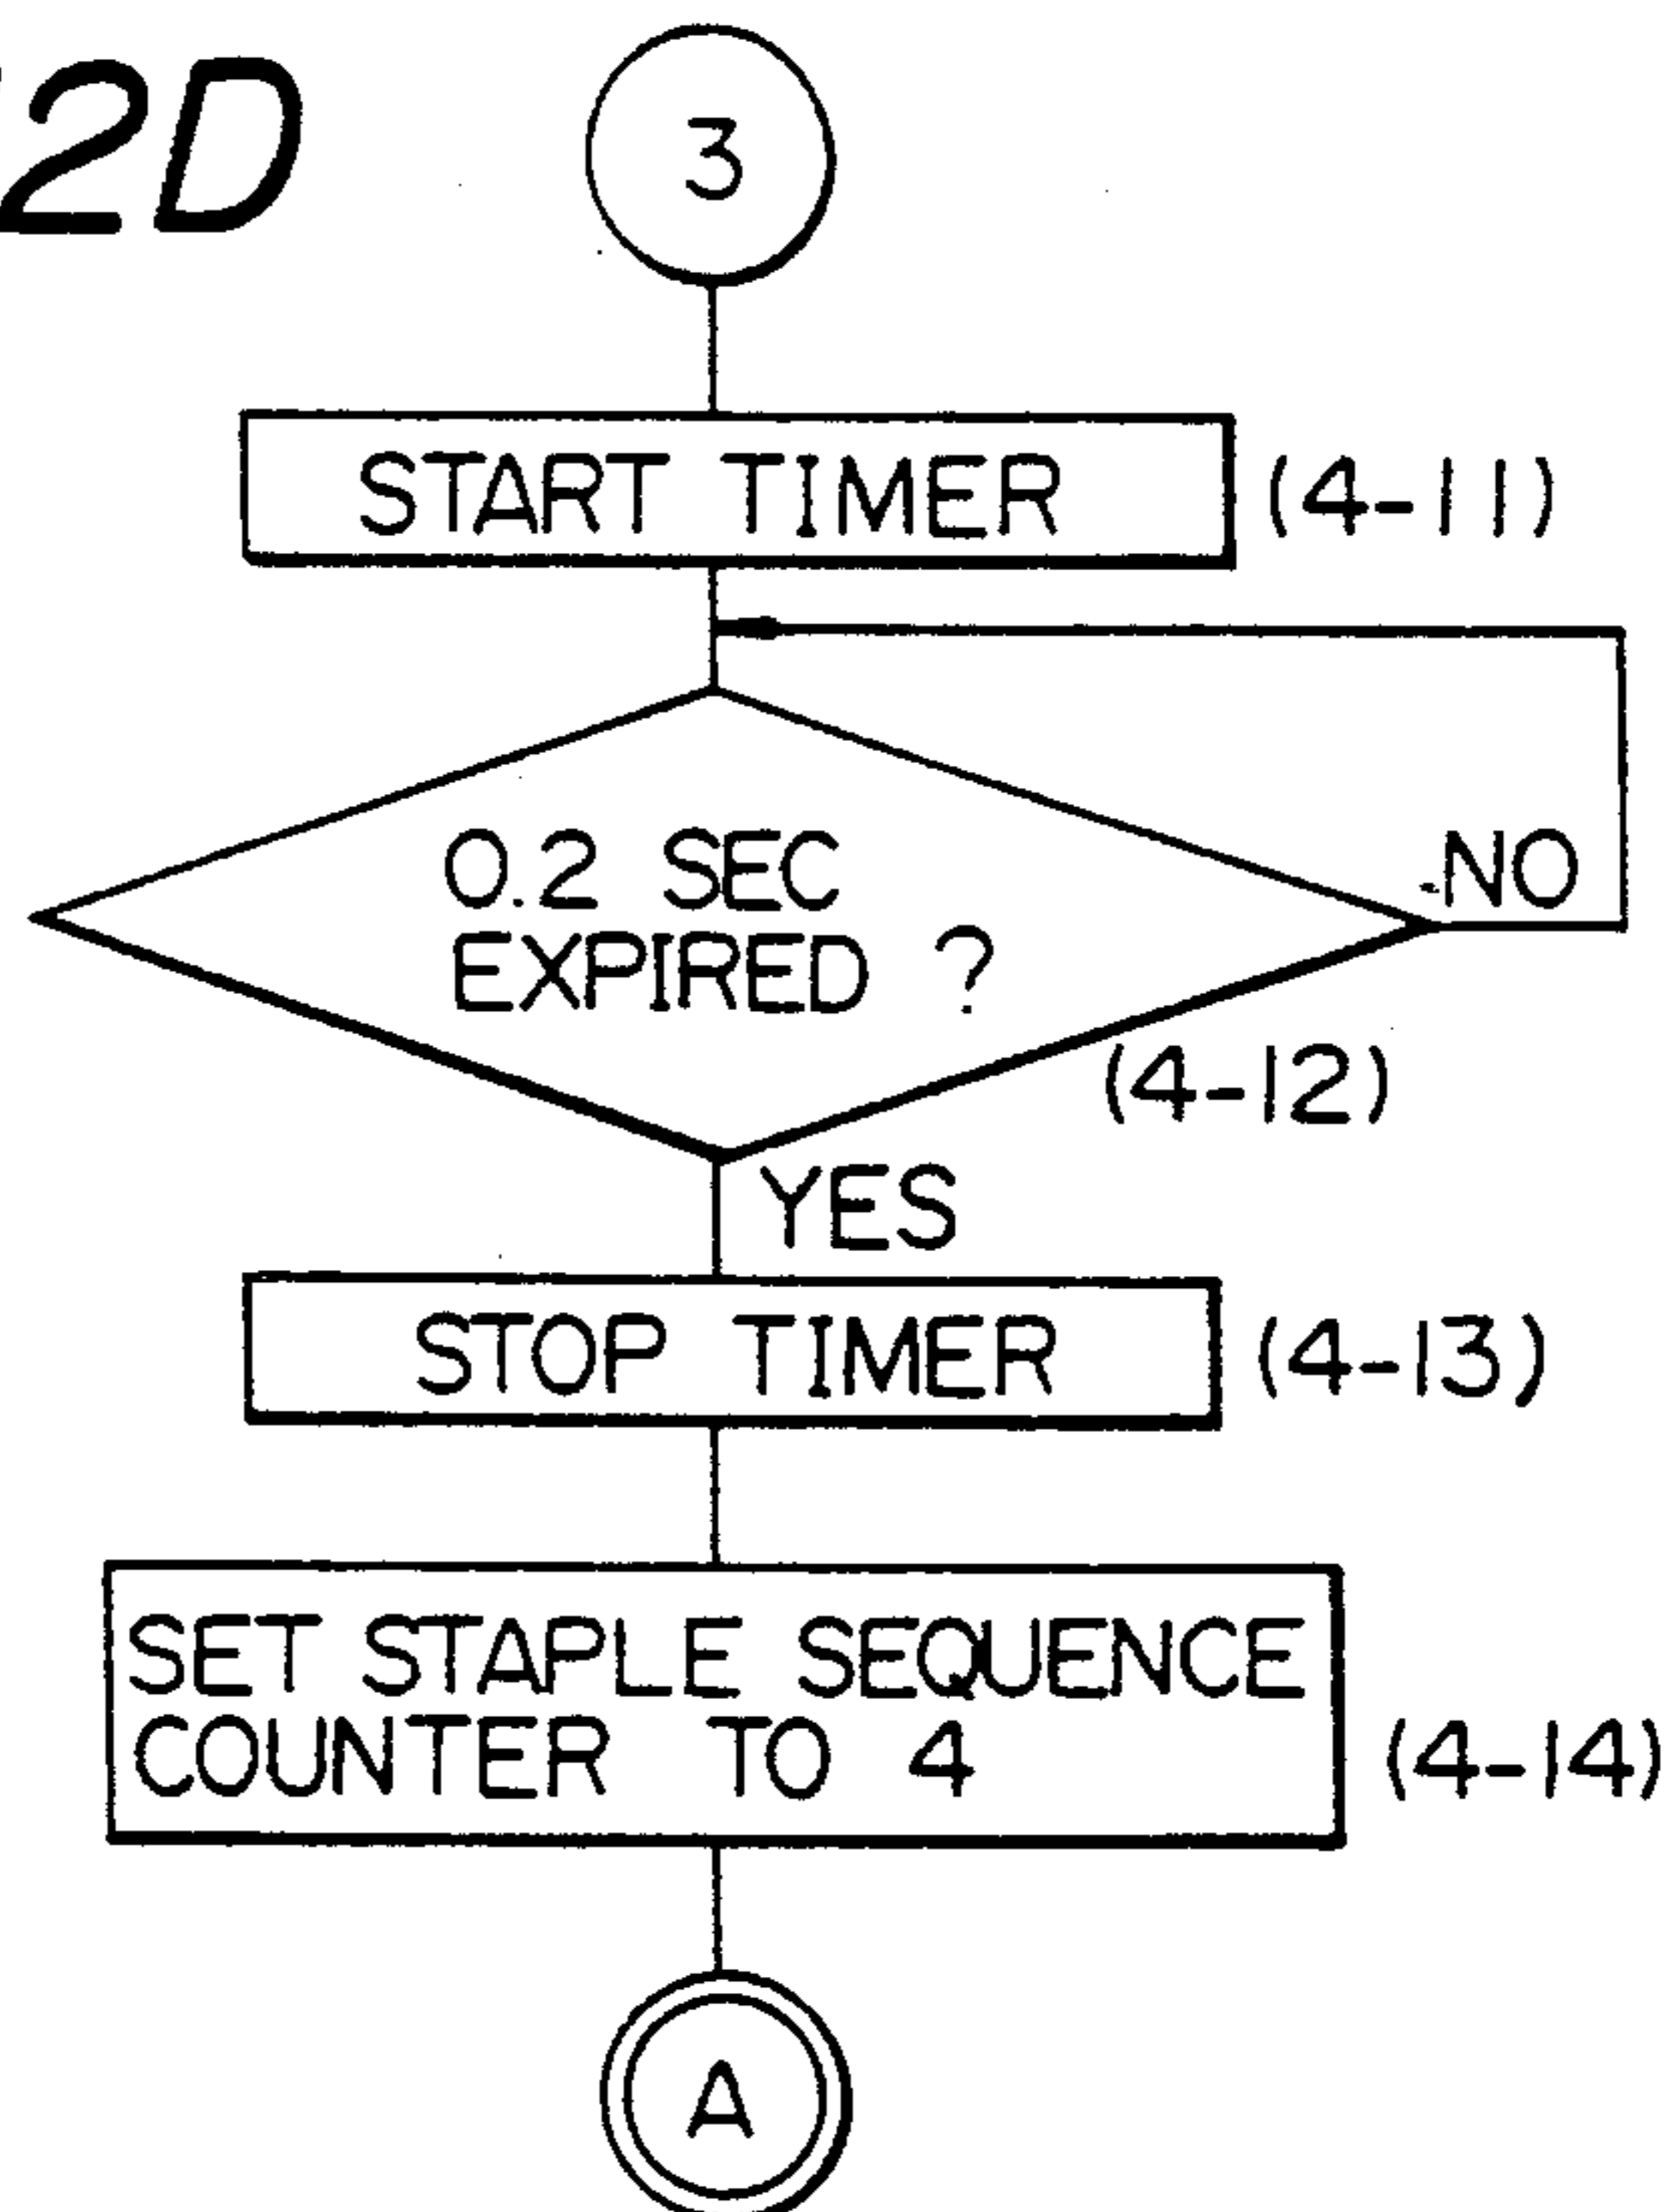 2D
3
START TIMER (4-11)
0.2 SEC
EXPIRED ?
NO
(4-12)
YES
STOP TIMER (4-13)
SET STAPLE SEQUENCE
COUNTER TO 4 (4-14)
A